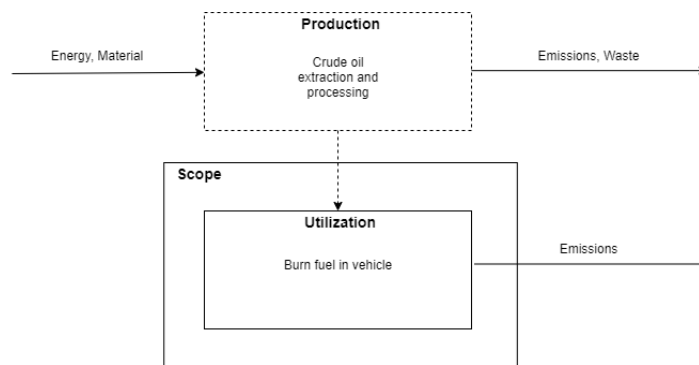 Production
Energy, Material
Crude oil
extraction and
processing
Emissions, Waste
Scope
Utilization
Burn fuel in vehicle
Emissions